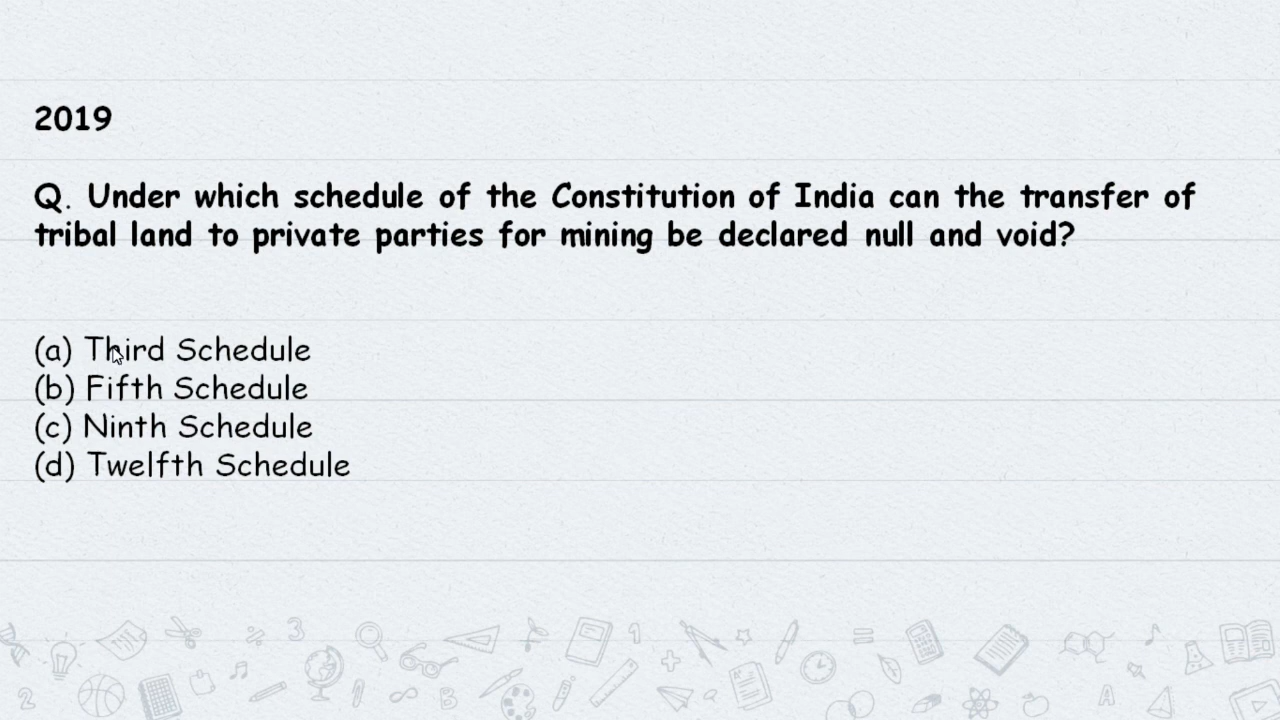 2019
Q. Under which schedule of the Constitution of India can the transfer of
tribal land to private parties for mining be declared null and void?
(a) Third Schedule
(b) Fifth Schedule
(c) Ninth Schedule
(d) Twelfth Schedule